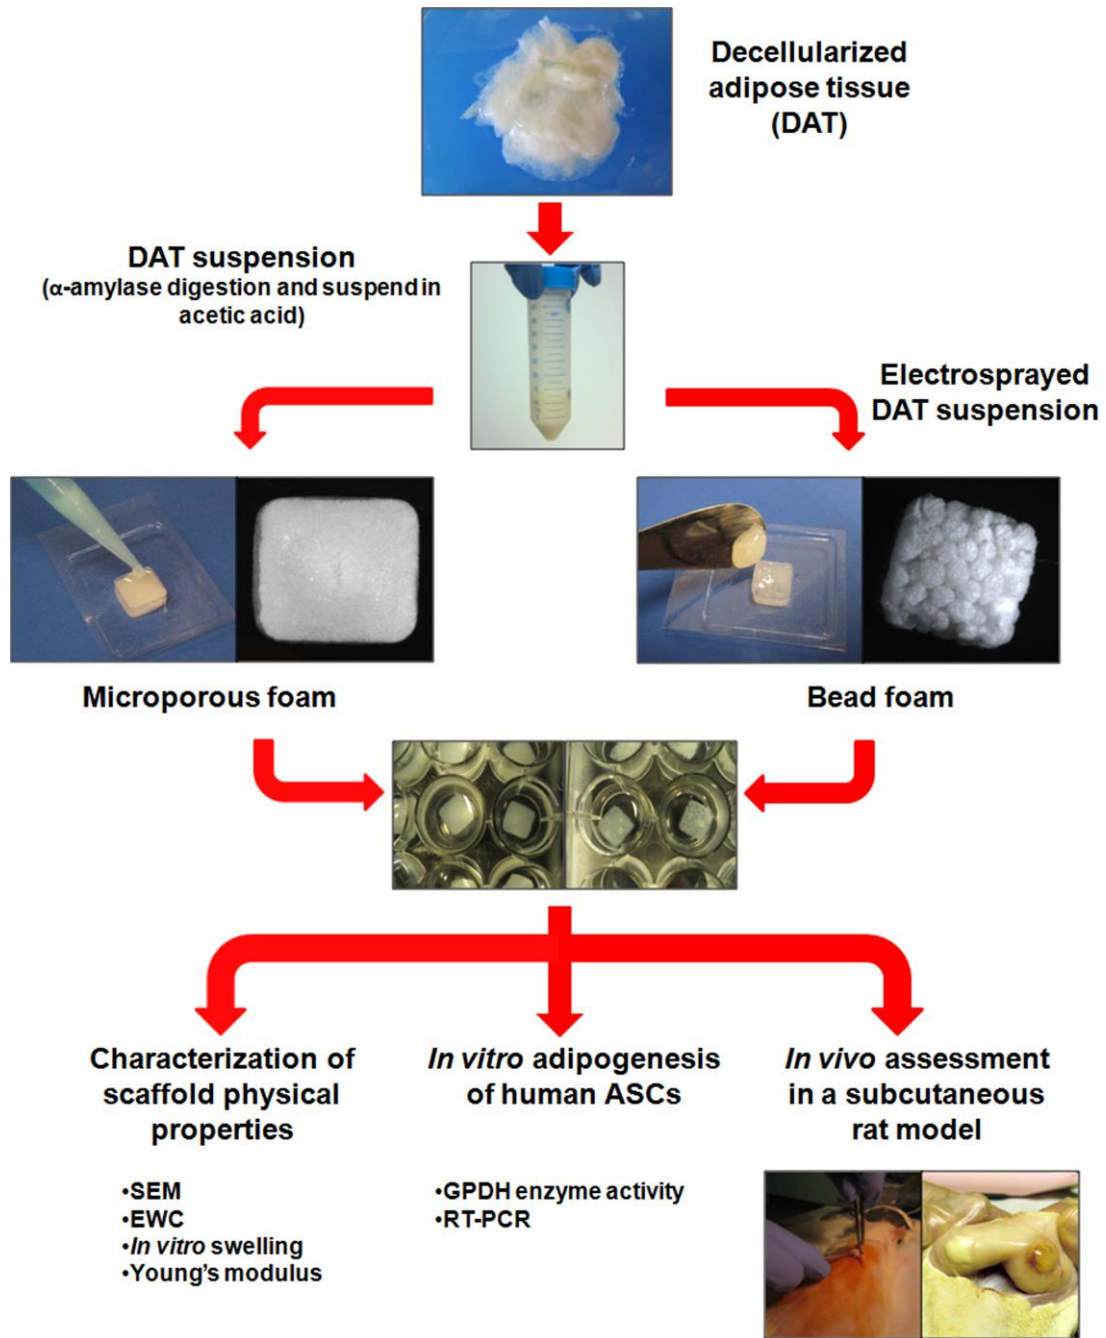 Decellularized
adipose tissue
(DAT)
DAT suspension
(α-amylase digestion and suspend in
acetic acid)
Electrosprayed
DAT suspension
Microporous foam
Bead foam
Characterization of
scaffold physical
properties
•SEM
•EWC
•In vitro swelling
•Young's modulus
In vitro adipogenesis
of human ASCs
•GPDH enzyme activity
•RT-PCR
In vivo assessment
in a subcutaneous
rat model